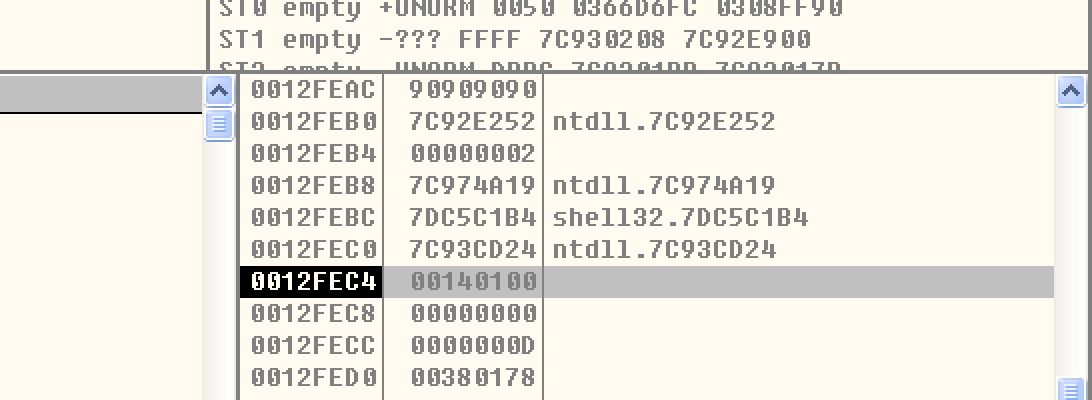 ST0 empty +UNORM 0050 0366D6FC 0308FF90
ST1 empty -??? FFFF 7C930208 7C92E900
ST2 empty
0012FEAC 90909090
0012FEB0 7C92E252 ntdll.7C92E252
0012FEB4 00000002
0012FEB8 7C974A19 ntdll.7C974A19
0012FEBC 7DC5C1B4 shell32.7DC5C1B4
0012FEC0 7C93CD24 ntdll.7C93CD24
0012FEC4 00140100
0012FEC8 00000000
0012FECC 0000000D
0012FED0 00380178